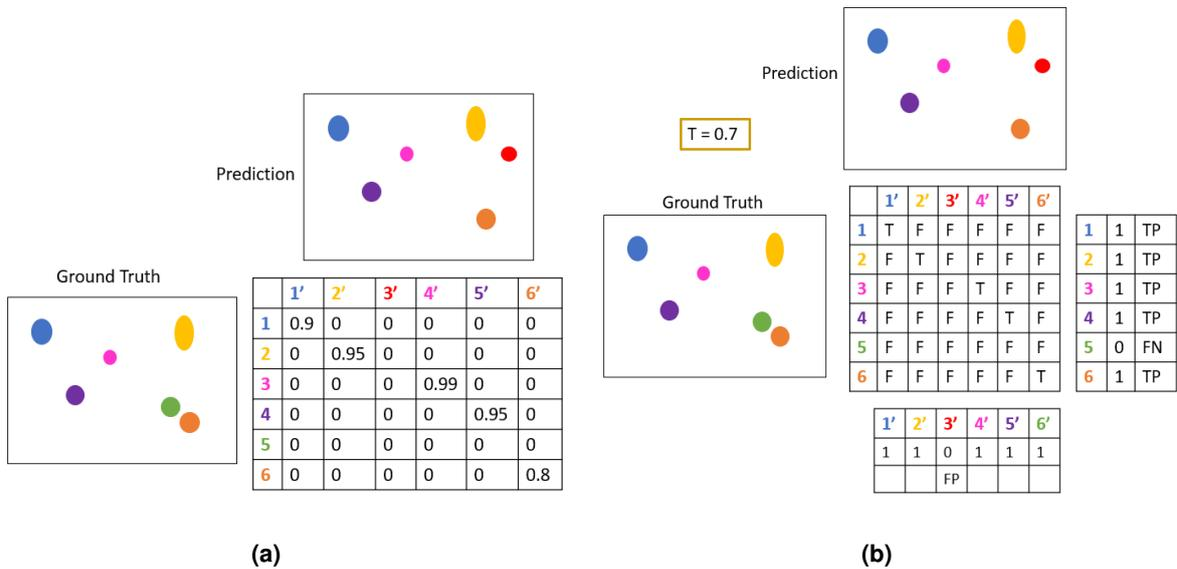 Prediction
Ground Truth
1’ 2’ 3’ 4’ 5’ 6’
1 0.9 0 0 0 0 0
2 0 0.95 0 0 0 0
3 0 0 0 0.99 0 0
4 0 0 0 0 0.95 0
5 0 0 0 0 0 0
6 0 0 0 0 0 0.8
(a)
Prediction
T = 0.7
Ground Truth
1’ 2’ 3’ 4’ 5’ 6’
1 T F F F F F
2 F T F F F F
3 F F F T F F
4 F F F F T F
5 F F F F F F
6 F F F F F T
1 1 TP
2 1 TP
3 1 TP
4 1 TP
5 0 FN
6 1 TP
1’ 2’ 3’ 4’ 5’ 6’
1 1 0 1 1 1
FP
(b)